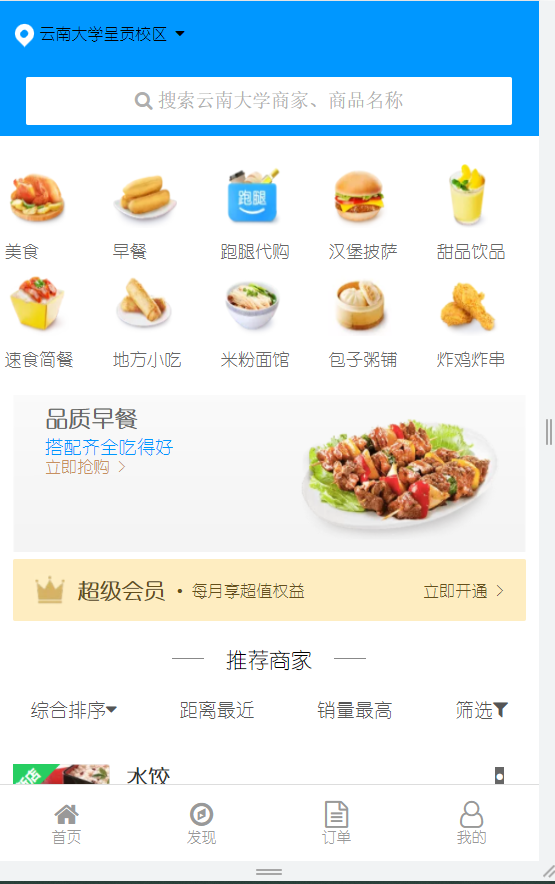 云南大学呈贡校区
搜索云南大学商家、商品名称
跑腿
美食 早餐 跑腿代购 汉堡披萨 甜品饮品
速食简餐 地方小吃 米粉面馆 包子粥铺 炸鸡炸串
品质早餐
搭配齐全吃得好
立即抢购 >
超级会员 · 每月享超值权益 立即开通 >
推荐商家
综合排序 距离最近 销量最高 筛选
水饺
首页 发现 订单 我的